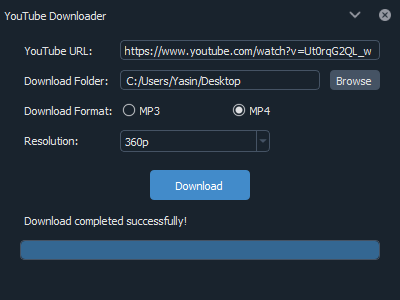 YouTube Downloader
YouTube URL: https://www.youtube.com/watch?v=Ut0rqG2QL_w
Download Folder: C:/Users/Yasin/Desktop Browse
Download Format: MP3 MP4
Resolution: 360p
Download
Download completed successfully!